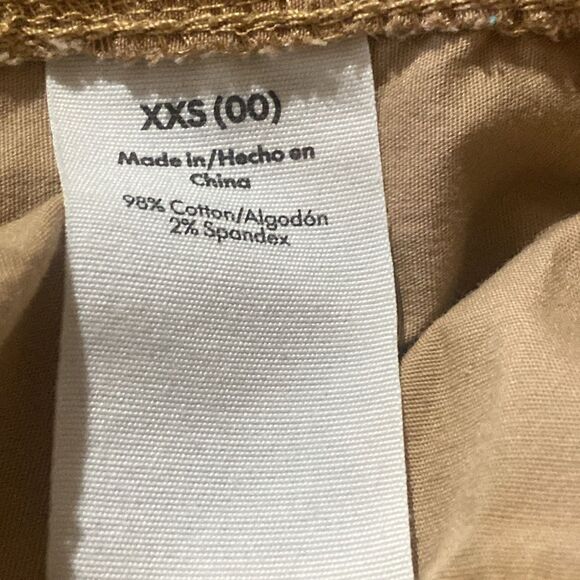 XXS (00)
Made in/Hecho en
China
98% Cotton/Algodón
2% Spandex